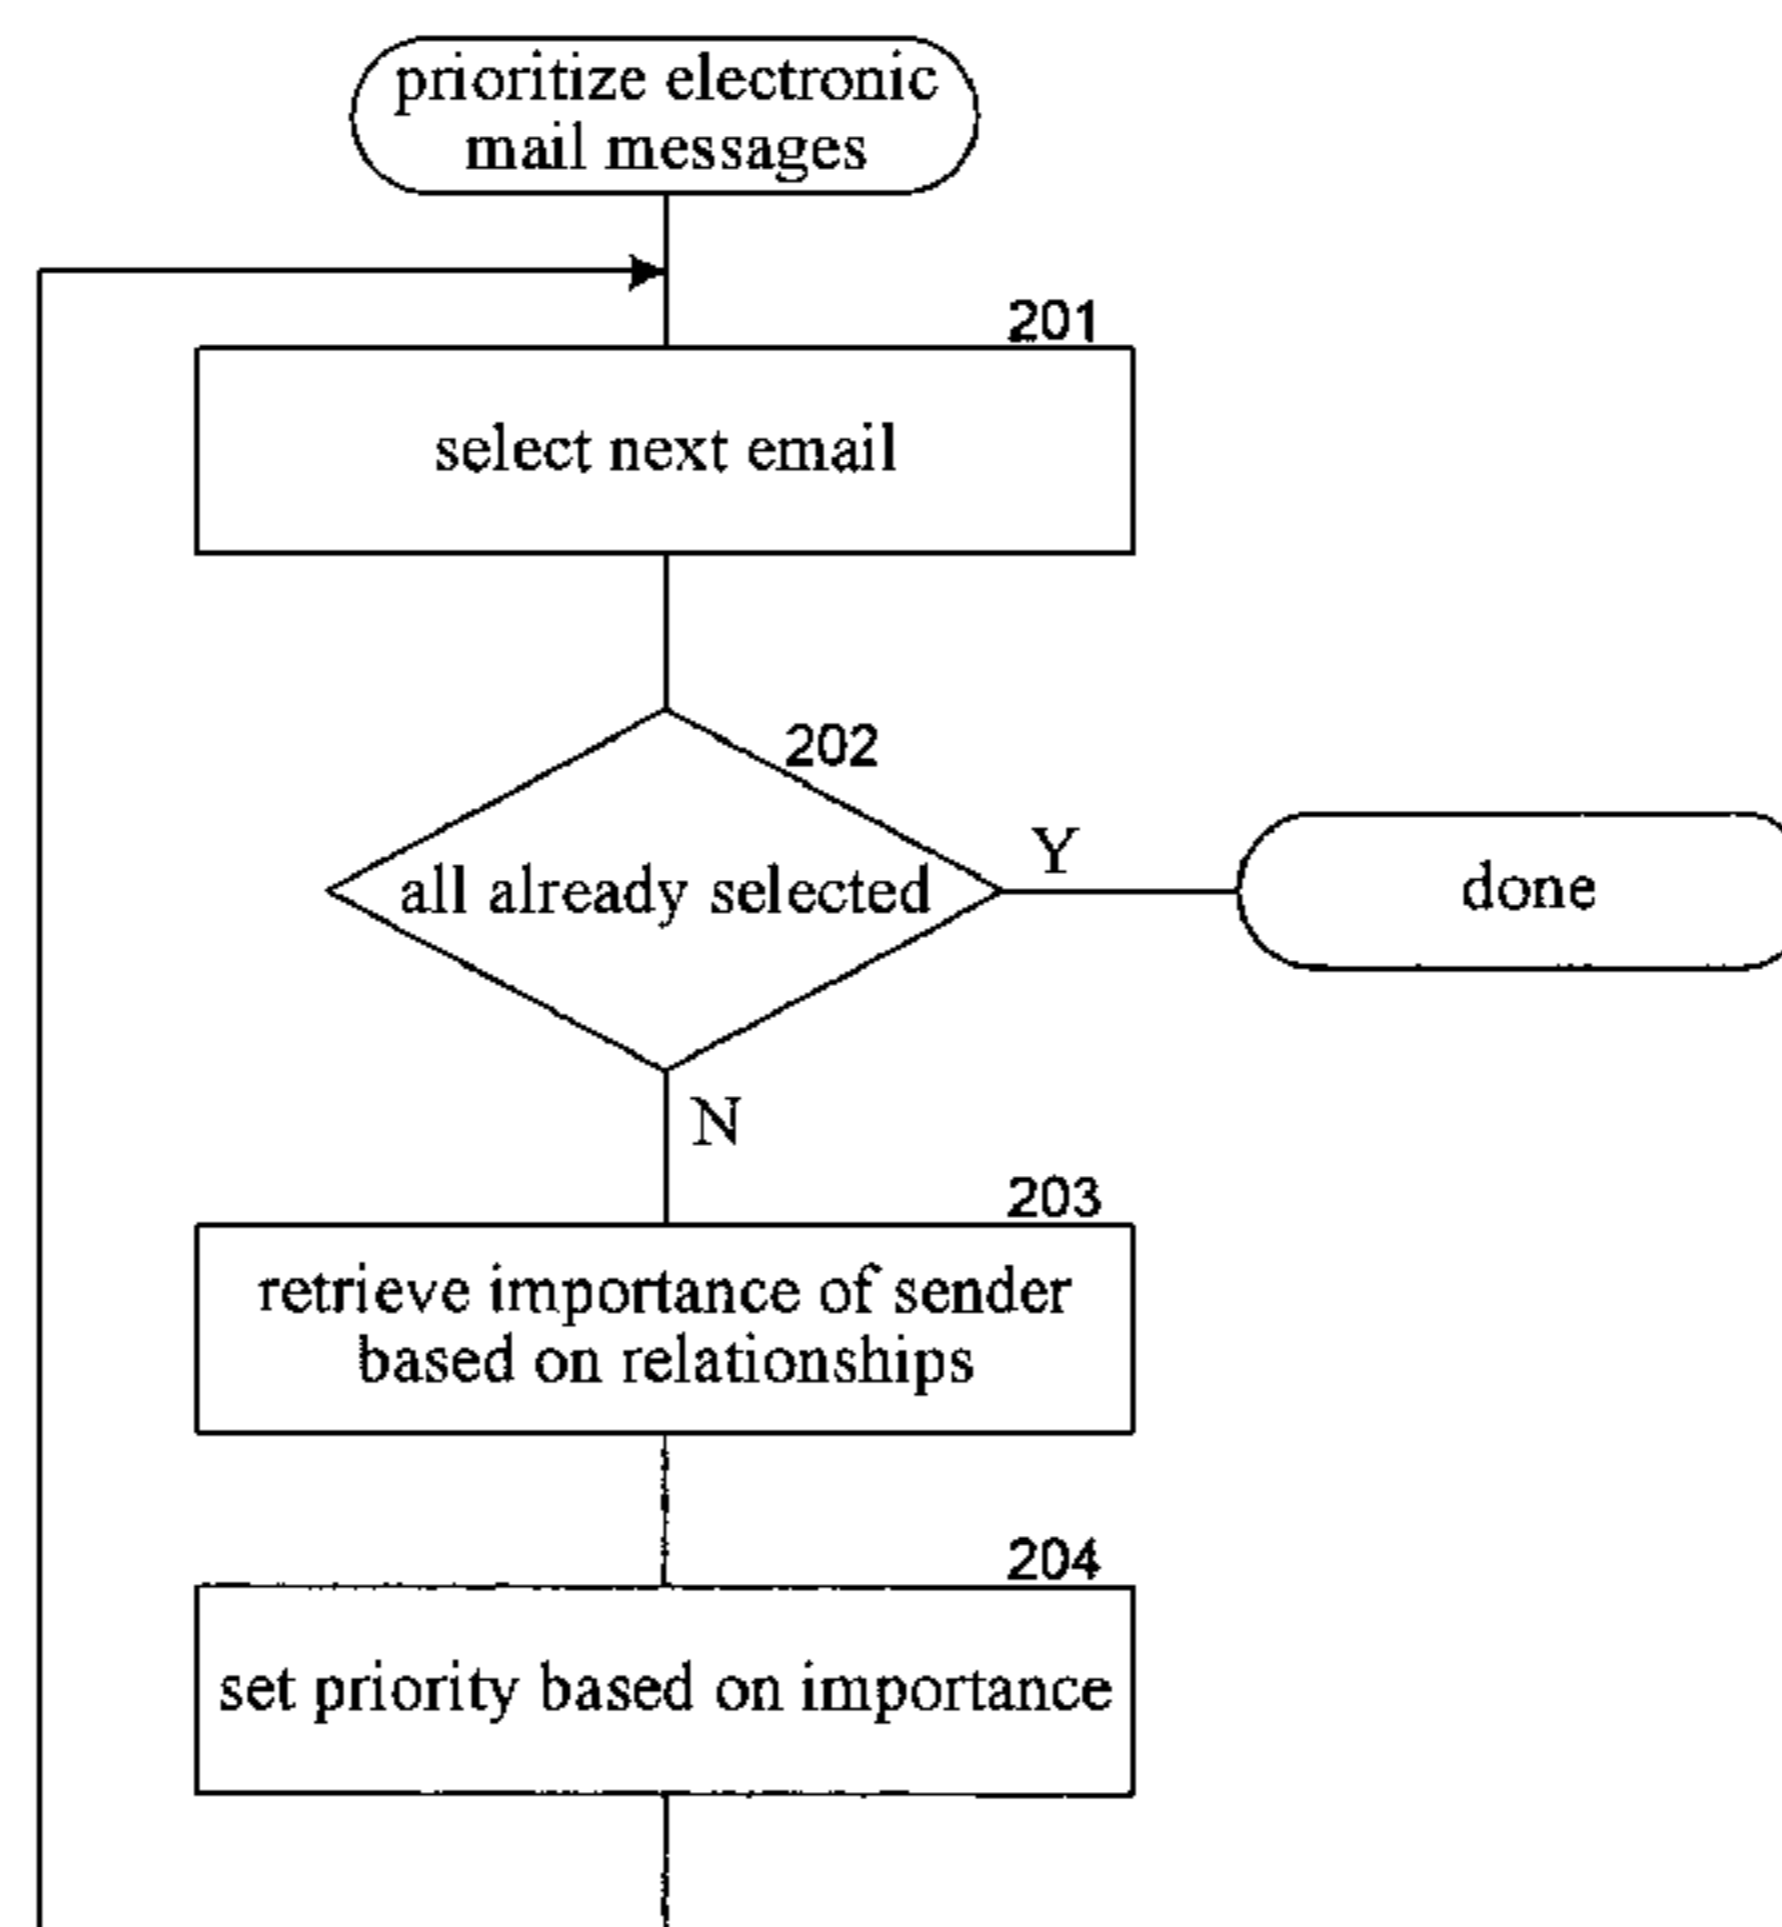 prioritize electronic
mail messages
201
select next email
202
all already selected
Y
done
N
203
retrieve importance of sender
based on relationships
204
set priority based on importance